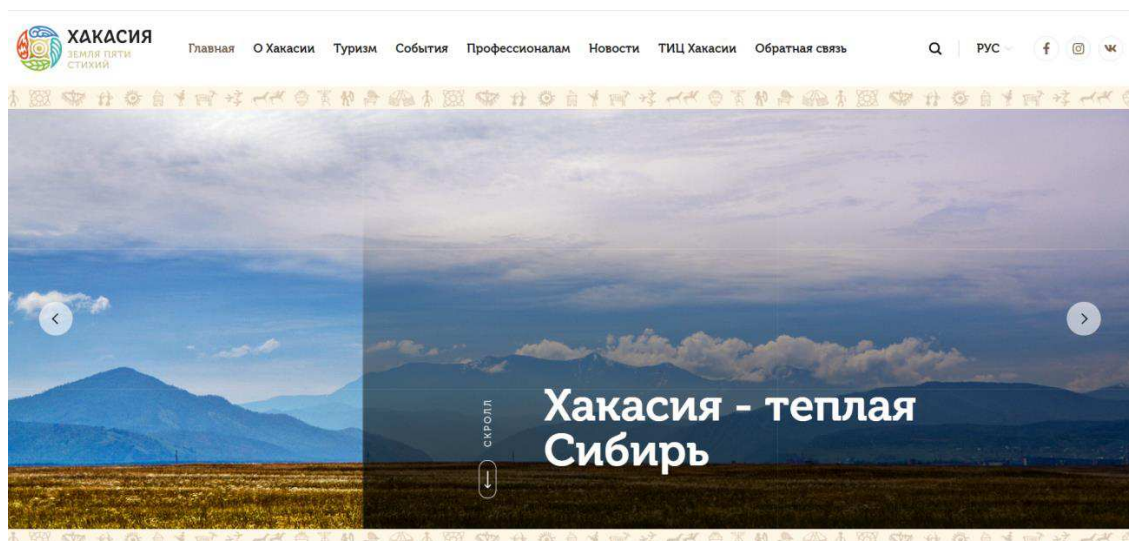 ХАКАСИЯ
ЗЕМЛЯ ПЯТИ
СТИХИЙ
Главная О Хакасии Туризм События Профессионалам Новости ТИЦ Хакасии Обратная связь
РУС
СКРОЛЛ
Хакасия - теплая
Сибирь